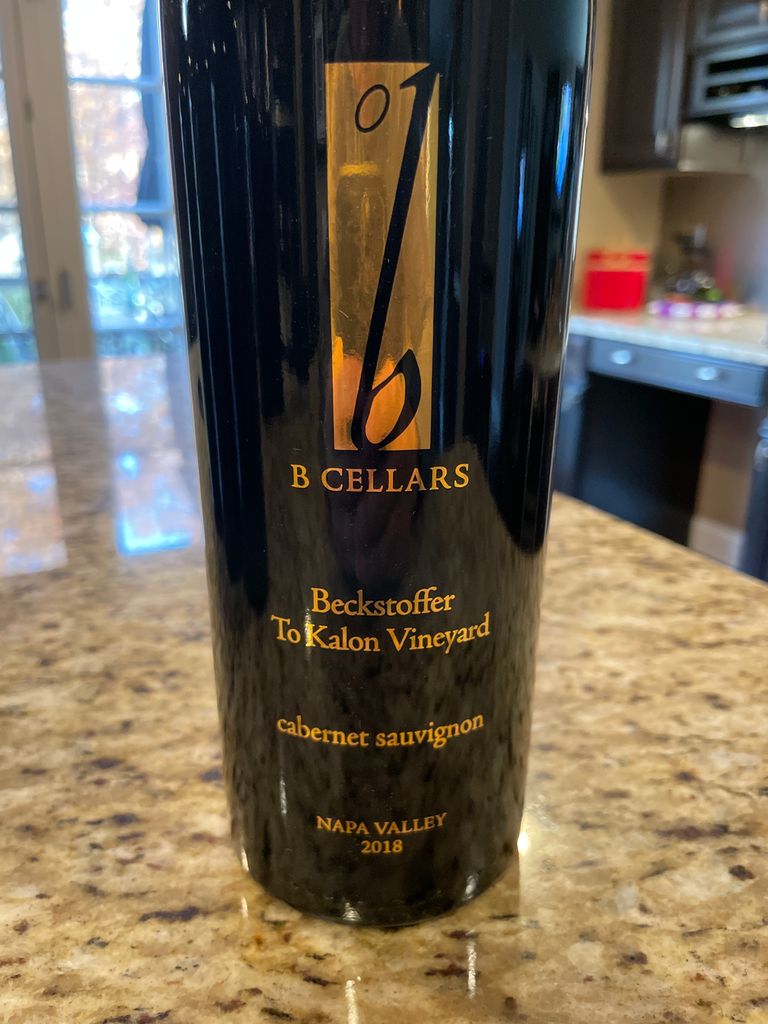 B CELLARS
Beckstoffer
To Kalon Vineyard
cabernet sauvignon
NAPA VALLEY
2018